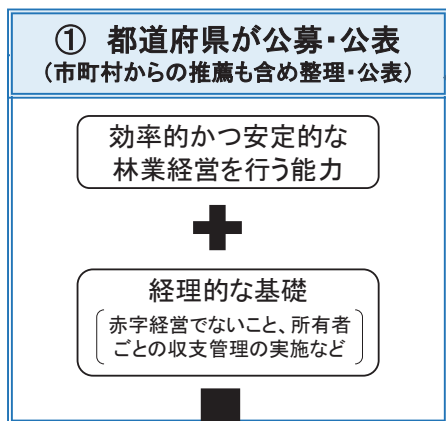 ① 都道府県が公募・公表
（市町村からの推薦も含め整理・公表）
効率的かつ安定的な
林業経営を行う能力
経理的な基礎
赤字経営でないこと、所有者
ごとの収支管理の実施など